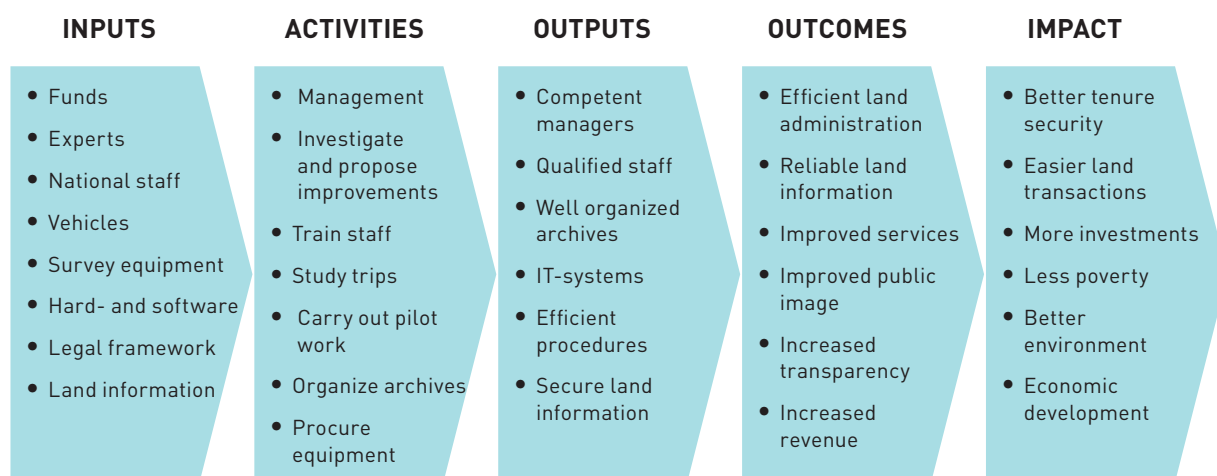 INPUTS
• Funds
• Experts
• National staff
• Vehicles
• Survey equipment
• Hard- and software
• Legal framework
• Land information
ACTIVITIES
• Management
• Investigate
and propose
improvements
• Train staff
• Study trips
• Carry out pilot
work
• Organize archives
• Procure
equipment
OUTPUTS
• Competent
managers
• Qualified staff
• Well organized
archives
• IT-systems
• Efficient
procedures
• Secure land
information
OUTCOMES
• Efficient land
administration
• Reliable land
information
• Improved services
• Improved public
image
• Increased
transparency
• Increased
revenue
IMPACT
• Better tenure
security
• Easier land
transactions
• More investments
• Less poverty
• Better
environment
• Economic
development